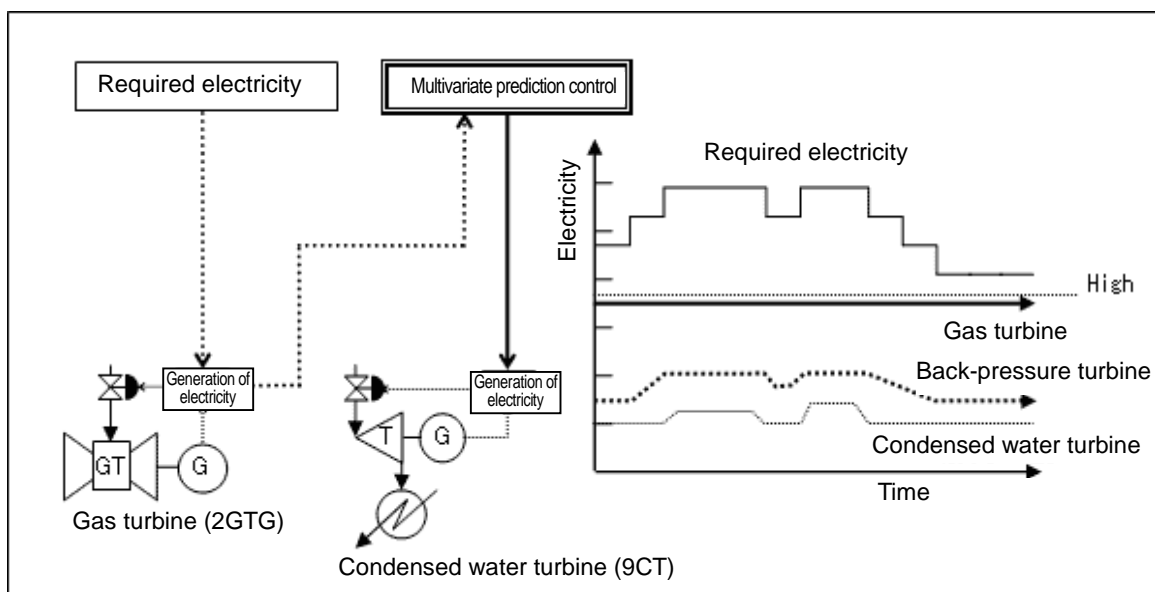 Required electricity
Multivariate prediction control
Required electricity
Electricity
High
Gas turbine
Generation of
electricity
Generation of
electricity
Back-pressure turbine
GT
G
T
G
Condensed water turbine
Time
Gas turbine (2GTG)
Condensed water turbine (9CT)